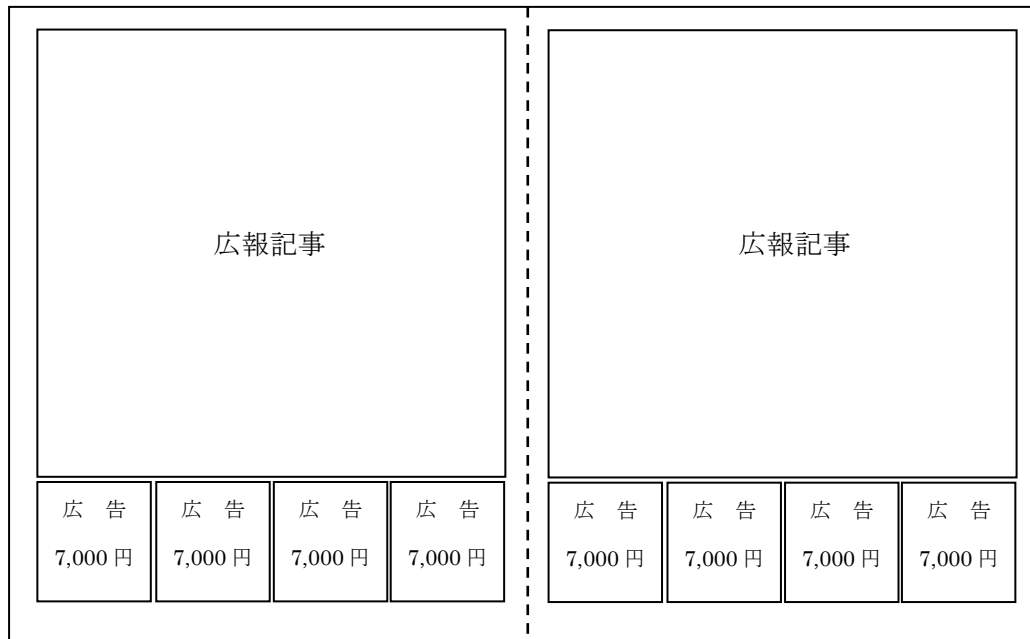 広報記事
広　告
7,000 円
広　告
7,000 円
広　告
7,000 円
広　告
7,000 円
広報記事
広　告
7,000 円
広　告
7,000 円
広　告
7,000 円
広　告
7,000 円